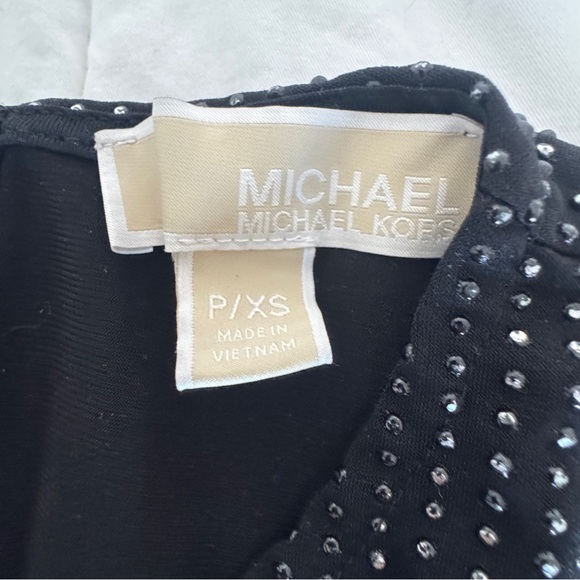 MICHAEL
MICHAEL KORS
P/XS
MADE IN
VIETNAM